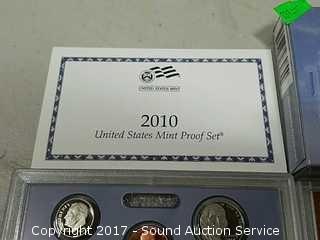 UNITED STATES MINT
2010
United States Mint Proof Set®
Copyright 2017 - Sound Auction Service